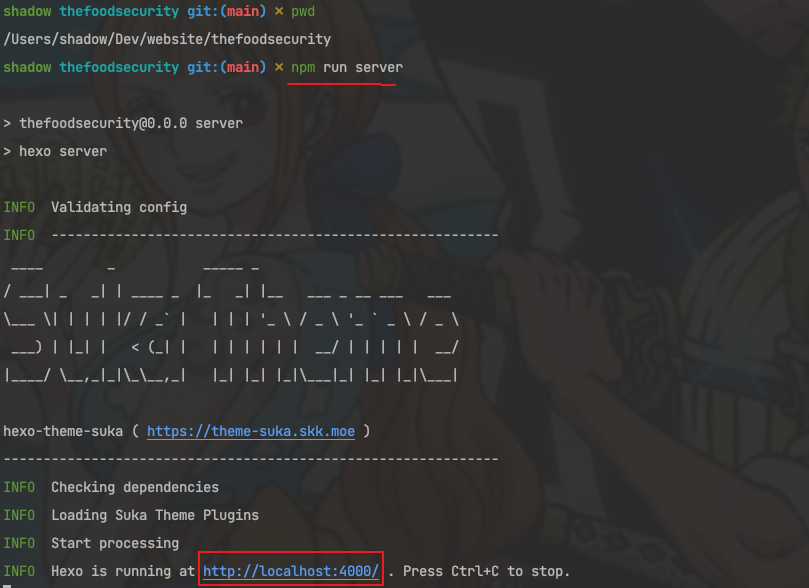 shadow thefoodsecurity git:(main) ✗ pwd
/Users/shadow/Dev/website/thefoodsecurity
shadow thefoodsecurity git:(main) ✗ npm run server
> thefoodsecurity@0.0.0 server
> hexo server
INFO  Validating config
INFO  --------------------------------------------------------
 ____        _           _____ _
/ ___| _   _| | ____ _  |_   _| |__   ___ _ __ ___   ___
\___ \| | | | |/ / _` |   | | | '_ \ / _ \ '_ ` _ \ / _ \
 ___) | |_| |   < (_| |   | | | | | |  __/ | | | | |  __/
|____/ \__,_|_|\_\__,_|   |_| |_| |_|\___|_| |_| |_|\___|
hexo-theme-suka ( https://theme-suka.skk.moe )
--------------------------------------------------------------
INFO  Checking dependencies
INFO  Loading Suka Theme Plugins
INFO  Start processing
INFO  Hexo is running at http://localhost:4000/ . Press Ctrl+C to stop.